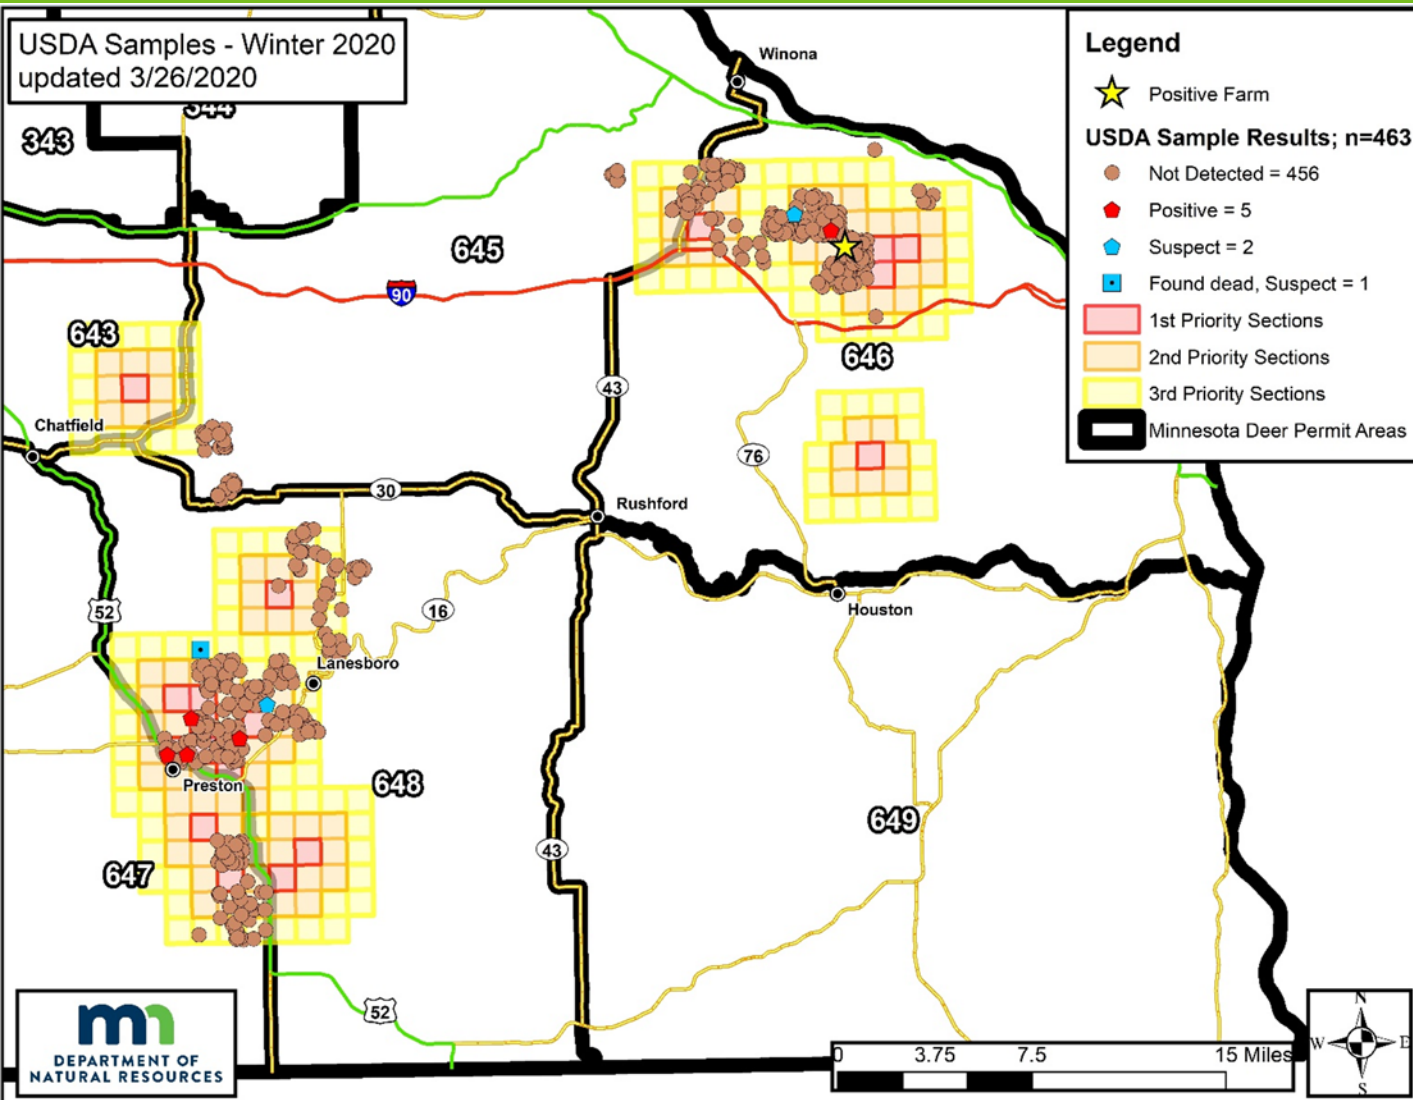 USDA Samples - Winter 2020
updated 3/26/2020
344
343
Winona
645
90
643
Chatfield
646
43
76
30
Rushford
52
16
Houston
Lanesboro
Preston
648
647
649
43
52
Legend
Positive Farm
USDA Sample Results; n=463
Not Detected = 456
Positive = 5
Suspect = 2
Found dead, Suspect = 1
1st Priority Sections
2nd Priority Sections
3rd Priority Sections
Minnesota Deer Permit Areas
mn
DEPARTMENT OF
NATURAL RESOURCES
0 3.75 7.5 15 Miles
N
W E
S